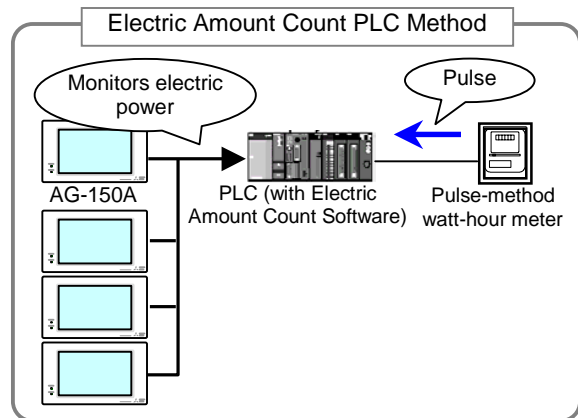 Electric Amount Count PLC Method
Monitors electric
power
Pulse
AG-150A
PLC (with Electric
Amount Count Software)
Pulse-method
watt-hour meter